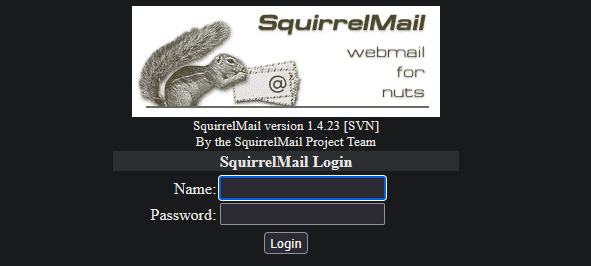 SquirrelMail
webmail
for
nuts
@
SquirrelMail version 1.4.23 [SVN]
By the SquirrelMail Project Team
SquirrelMail Login
Name:
Password:
Login